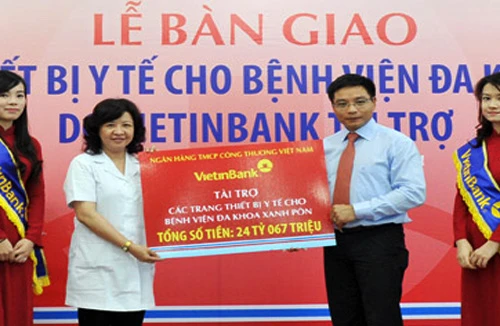 LỄ BÀN GIAO
ẾT BỊ Y TẾ CHO BỆNH VIỆN ĐA K
DO VIETINBANK TÀI TRỢ
NGÂN HÀNG TMCP CÔNG THƯƠNG VIỆT NAM
VietinBank
TÀI TRỢ
CÁC TRANG THIẾT BỊ Y TẾ CHO
BỆNH VIỆN ĐA KHOA XANH PÔN
TỔNG SỐ TIỀN: 24 TỶ 067 TRIỆU
VietinBank